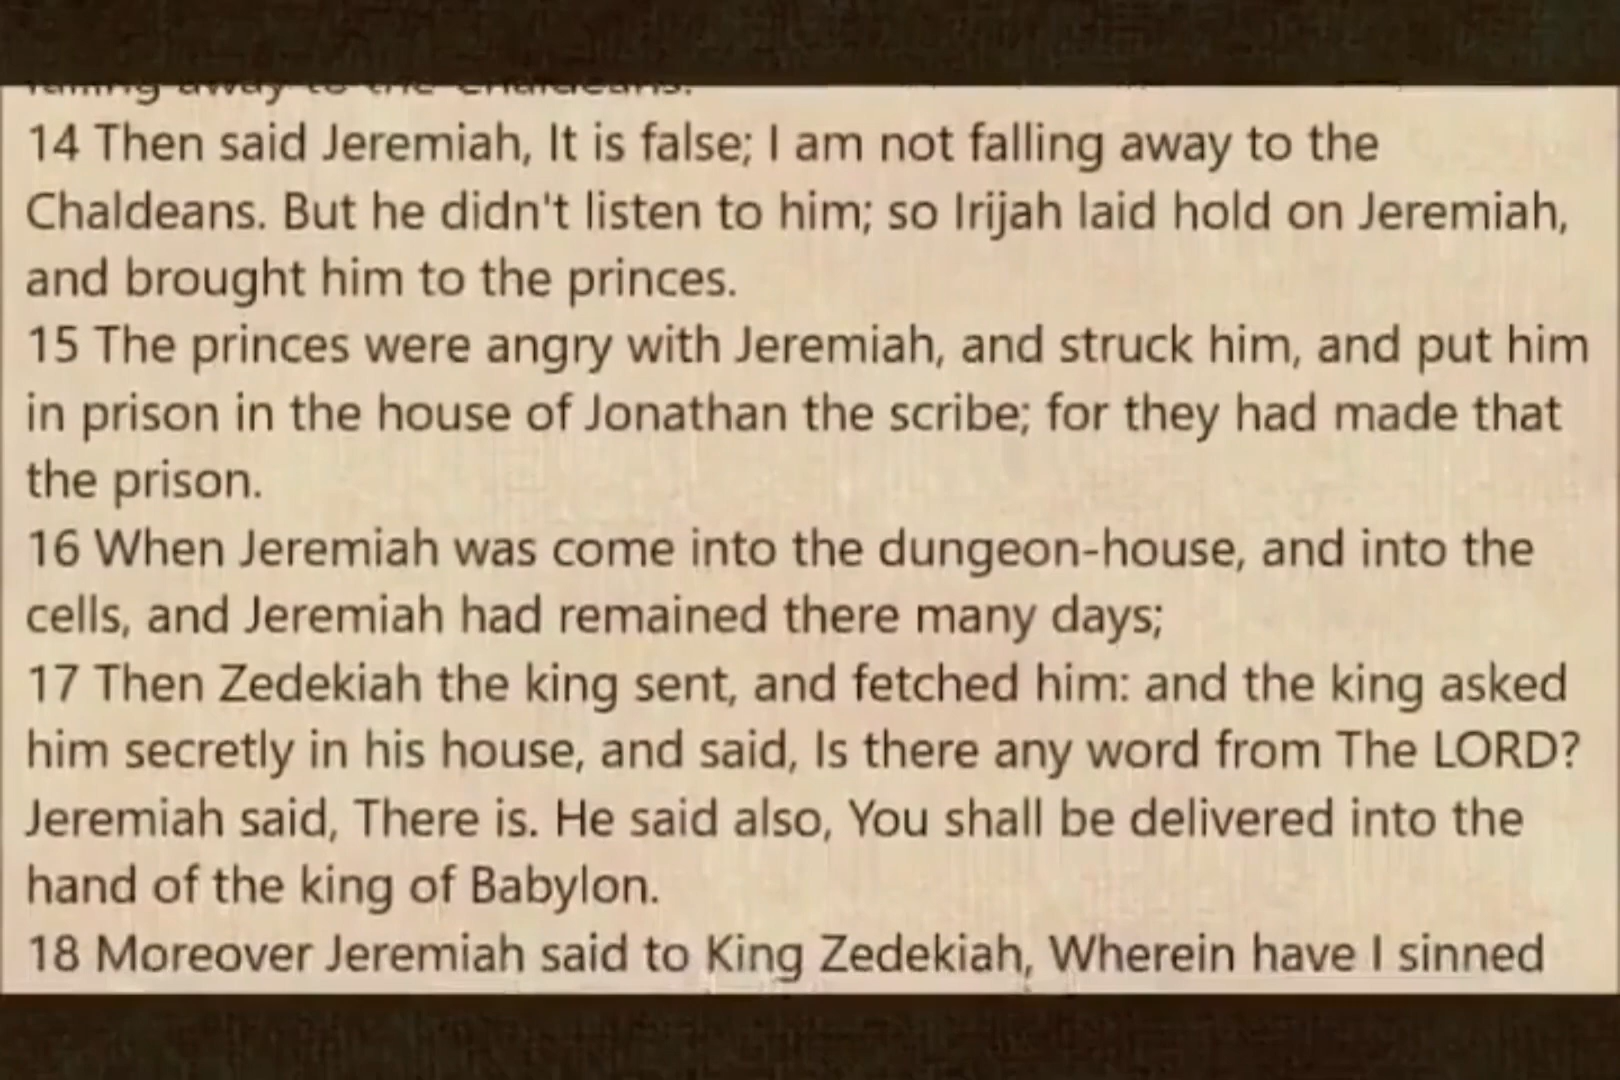 falling away to the Chaldeans.
14 Then said Jeremiah, It is false; I am not falling away to the
Chaldeans. But he didn't listen to him; so Irijah laid hold on Jeremiah,
and brought him to the princes.
15 The princes were angry with Jeremiah, and struck him, and put him
in prison in the house of Jonathan the scribe; for they had made that
the prison.
16 When Jeremiah was come into the dungeon-house, and into the
cells, and Jeremiah had remained there many days;
17 Then Zedekiah the king sent, and fetched him: and the king asked
him secretly in his house, and said, Is there any word from The LORD?
Jeremiah said, There is. He said also, You shall be delivered into the
hand of the king of Babylon.
18 Moreover Jeremiah said to King Zedekiah, Wherein have I sinned